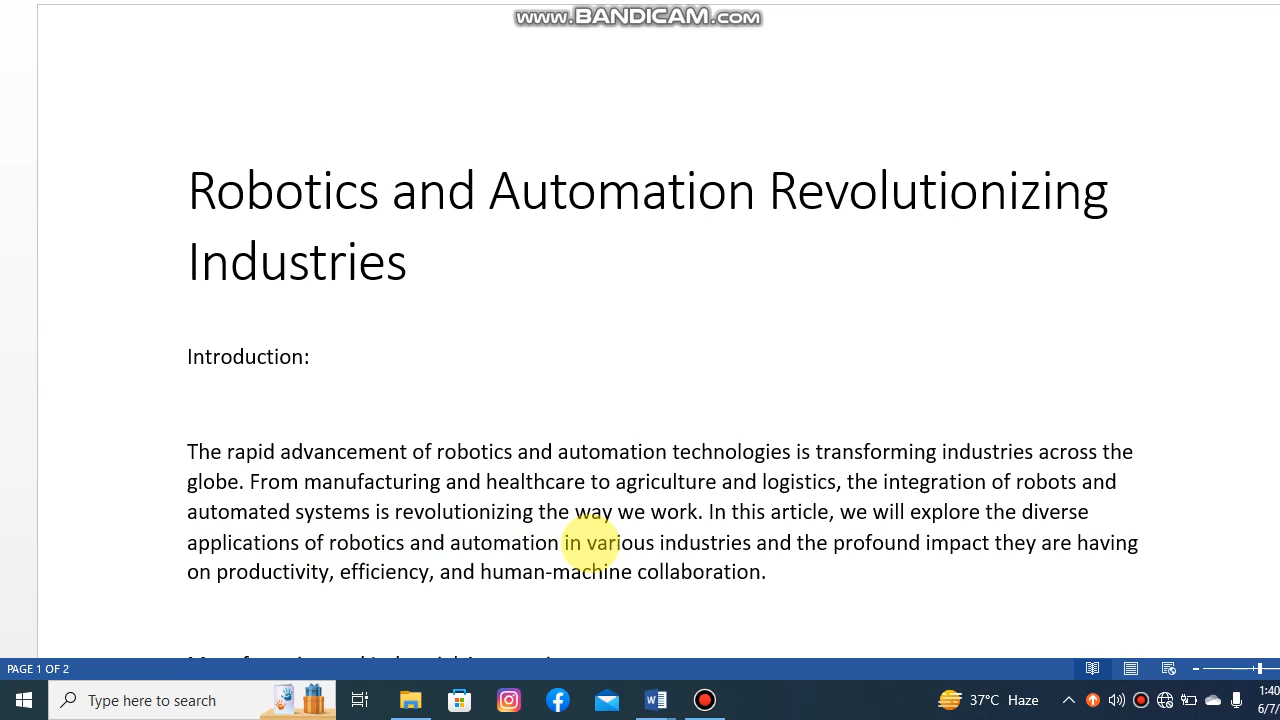 www.BANDICAM.com
Robotics and Automation Revolutionizing
Industries
Introduction:
The rapid advancement of robotics and automation technologies is transforming industries across the
globe. From manufacturing and healthcare to agriculture and logistics, the integration of robots and
automated systems is revolutionizing the way we work. In this article, we will explore the diverse
applications of robotics and automation in various industries and the profound impact they are having
on productivity, efficiency, and human-machine collaboration.
PAGE 1 OF 2
Type here to search
37°C Haze
1:40
6/7/